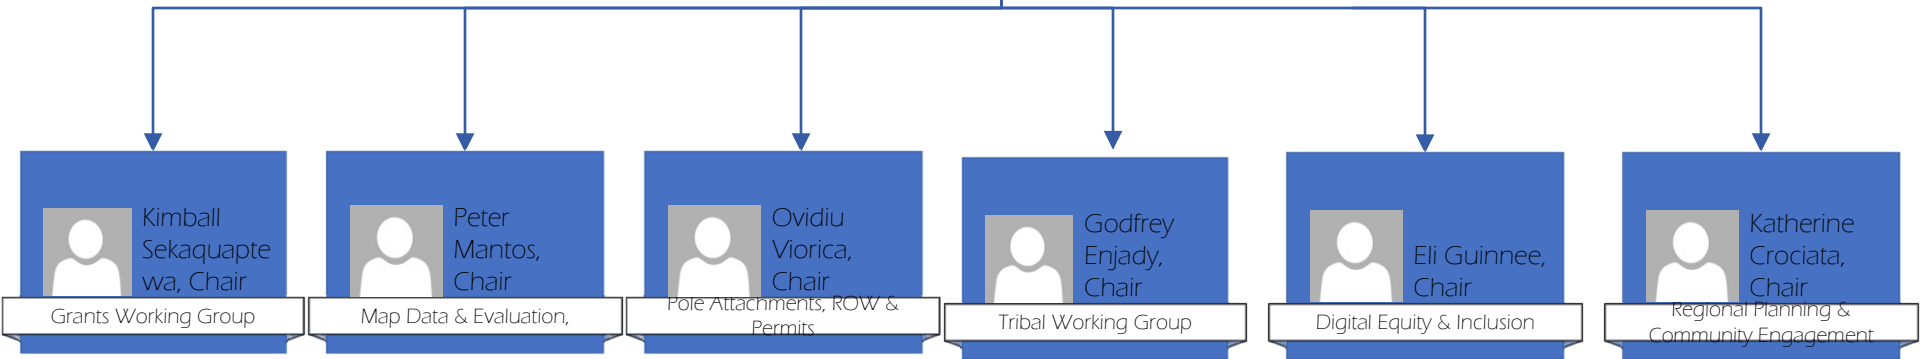 Kimball
Sekaquapte
wa, Chair
Grants Working Group
Peter
Mantos,
Chair
Map Data & Evaluation,
Ovidiu
Viorica,
Chair
Pole Attachments, ROW &
Permits
Godfrey
Enjady,
Chair
Tribal Working Group
Eli Guinnee,
Chair
Digital Equity & Inclusion
Katherine
Crociata,
Chair
Regional Planning &
Community Engagement